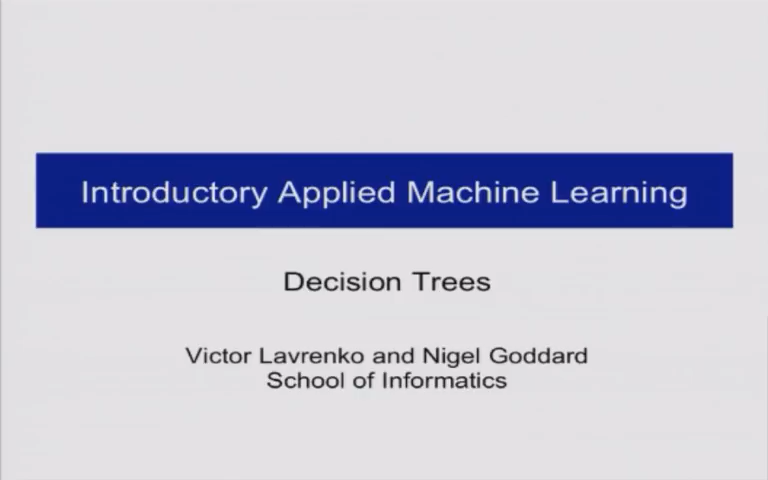 Introductory Applied Machine Learning
Decision Trees
Victor Lavrenko and Nigel Goddard
School of Informatics